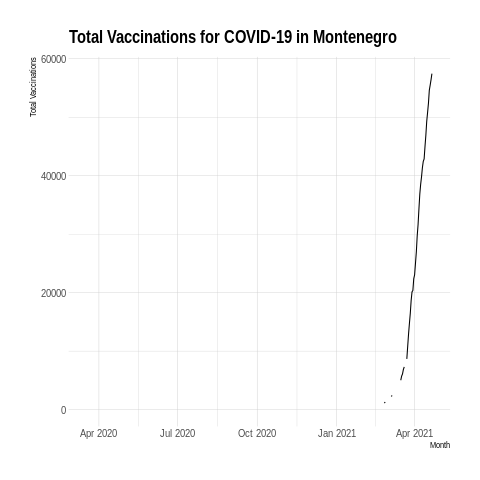 Total Vaccinations for COVID-19 in Montenegro
Total Vaccinations
60000
40000
20000
0
Apr 2020 Jul 2020 Oct 2020 Jan 2021 Apr 2021
Month